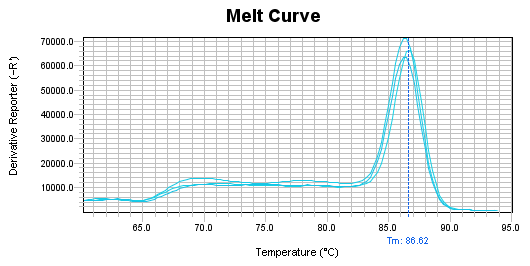 Melt Curve
Derivative Reporter (-R')
70000.0
60000.0
50000.0
40000.0
30000.0
20000.0
10000.0
65.0 70.0 75.0 80.0 85.0 90.0 95.0
Tm: 86.62
Temperature (°C)